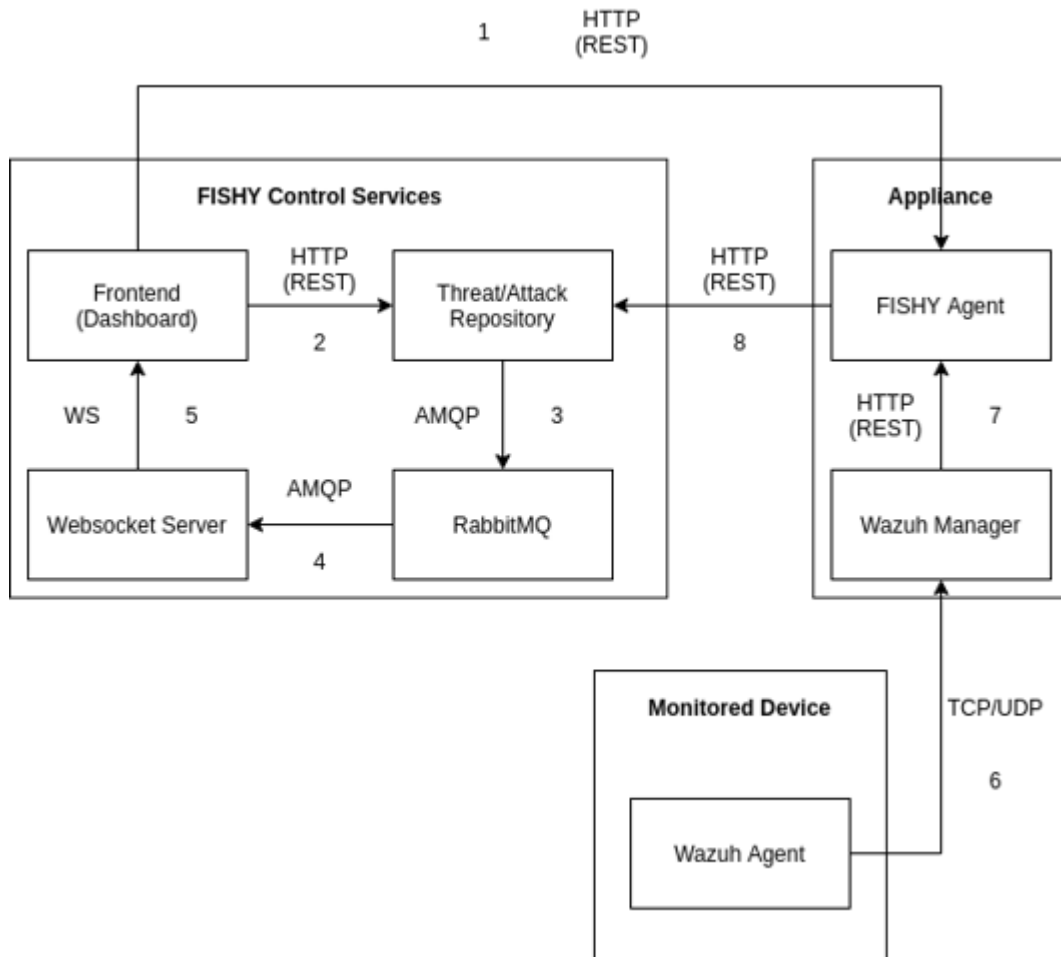 1
HTTP
(REST)
FISHY Control Services
Appliance
Frontend
(Dashboard)
HTTP
(REST)
2
Threat/Attack
Repository
HTTP
(REST)
8
FISHY Agent
WS
5
AMQP
3
HTTP
(REST)
7
Websocket Server
AMQP
4
RabbitMQ
Wazuh Manager
Monitored Device
TCP/UDP
6
Wazuh Agent